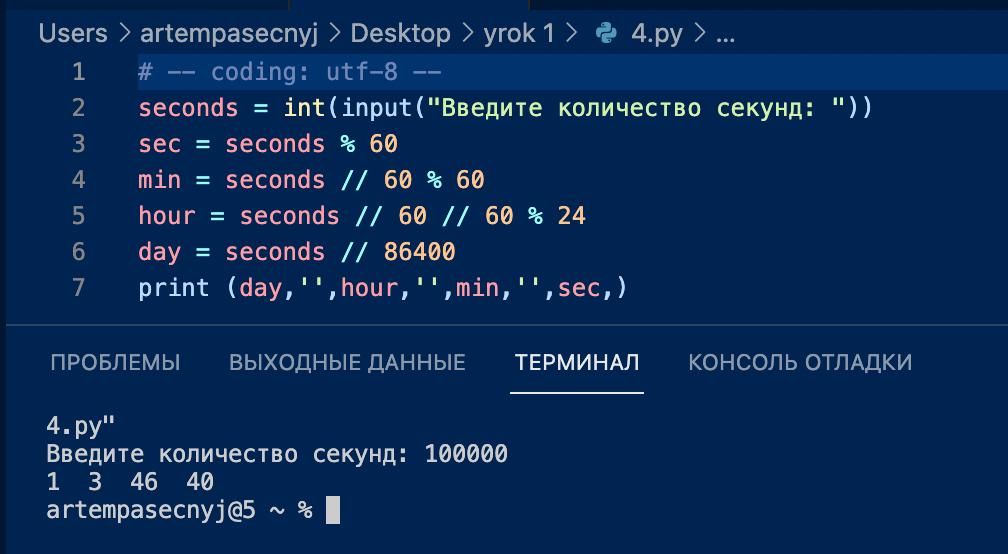 Users > artempasecnyj > Desktop > yrok 1 > 4.py > ...
1 # -- coding: utf-8 --
2 seconds = int(input("Введите количество секунд: "))
3 sec = seconds % 60
4 min = seconds // 60 % 60
5 hour = seconds // 60 // 60 % 24
6 day = seconds // 86400
7 print (day,'',hour,'',min,'',sec,)
ПРОБЛЕМЫ ВЫХОДНЫЕ ДАННЫЕ ТЕРМИНАЛ КОНСОЛЬ ОТЛАДКИ
4.py"
Введите количество секунд: 100000
1  3  46  40
artempasecnyj@5 ~ %